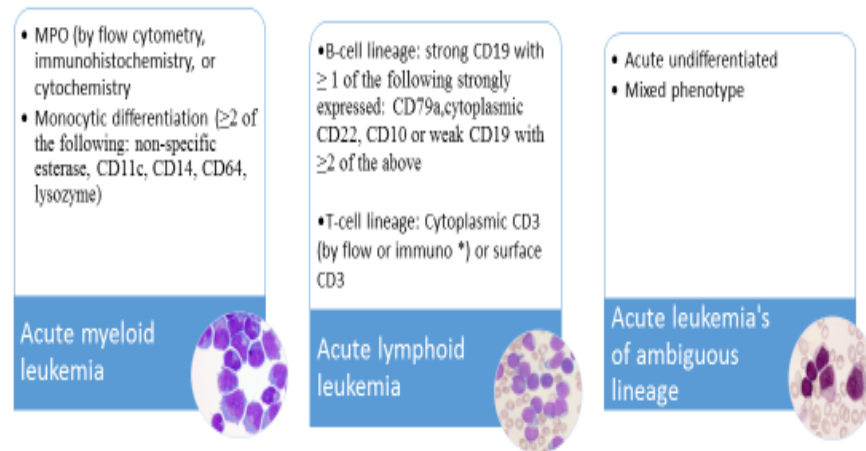 • MPO (by flow cytometry,
immunohistochemistry, or
cytochemistry
• Monocytic differentiation (≥2 of
the following: non-specific
esterase, CD11c, CD14, CD64,
lysozyme)
Acute myeloid
leukemia
•B-cell lineage: strong CD19 with
≥ 1 of the following strongly
expressed: CD79a,cytoplasmic
CD22, CD10 or weak CD19 with
≥2 of the above
•T-cell lineage: Cytoplasmic CD3
(by flow or immuno *) or surface
CD3
Acute lymphoid
leukemia
• Acute undifferentiated
• Mixed phenotype
Acute leukemia's
of ambiguous
lineage